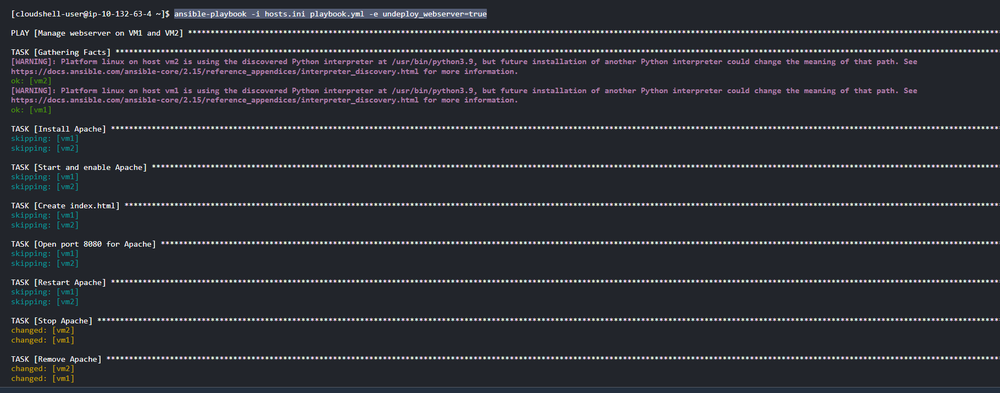 [cloudshell-user@ip-10-132-63-4 ~]$ ansible-playbook -i hosts.ini playbook.yml -e undeploy_webserver=true
PLAY [Manage webserver on VM1 and VM2] ***********************************************************************************************************************************************************************************
TASK [Gathering Facts] ***************************************************************************************************************************************************************************************************
[WARNING]: Platform linux on host vm2 is using the discovered Python interpreter at /usr/bin/python3.9, but future installation of another Python interpreter could change the meaning of that path. See
https://docs.ansible.com/ansible-core/2.15/reference_appendices/interpreter_discovery.html for more information.
ok: [vm2]
[WARNING]: Platform linux on host vm1 is using the discovered Python interpreter at /usr/bin/python3.9, but future installation of another Python interpreter could change the meaning of that path. See
https://docs.ansible.com/ansible-core/2.15/reference_appendices/interpreter_discovery.html for more information.
ok: [vm1]
TASK [Install Apache] ****************************************************************************************************************************************************************************************************
skipping: [vm1]
skipping: [vm2]
TASK [Start and enable Apache] *******************************************************************************************************************************************************************************************
skipping: [vm1]
skipping: [vm2]
TASK [Create index.html] *************************************************************************************************************************************************************************************************
skipping: [vm1]
skipping: [vm2]
TASK [Open port 8080 for Apache] *****************************************************************************************************************************************************************************************
skipping: [vm1]
skipping: [vm2]
TASK [Restart Apache] ****************************************************************************************************************************************************************************************************
skipping: [vm1]
skipping: [vm2]
TASK [Stop Apache] *******************************************************************************************************************************************************************************************************
changed: [vm2]
changed: [vm1]
TASK [Remove Apache] *****************************************************************************************************************************************************************************************************
changed: [vm2]
changed: [vm1]